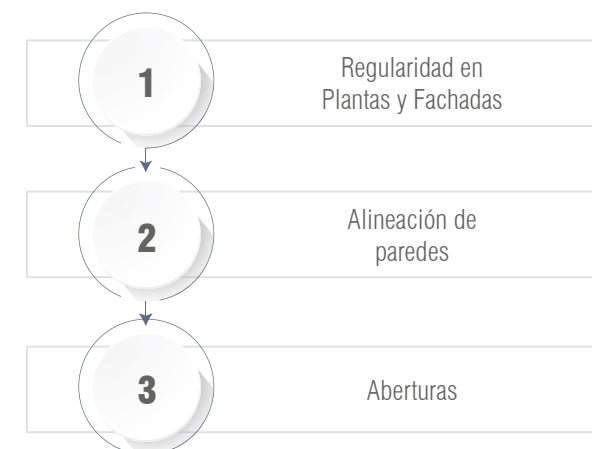 1
Regularidad en
Plantas y Fachadas
2
Alineación de
paredes
3
Aberturas